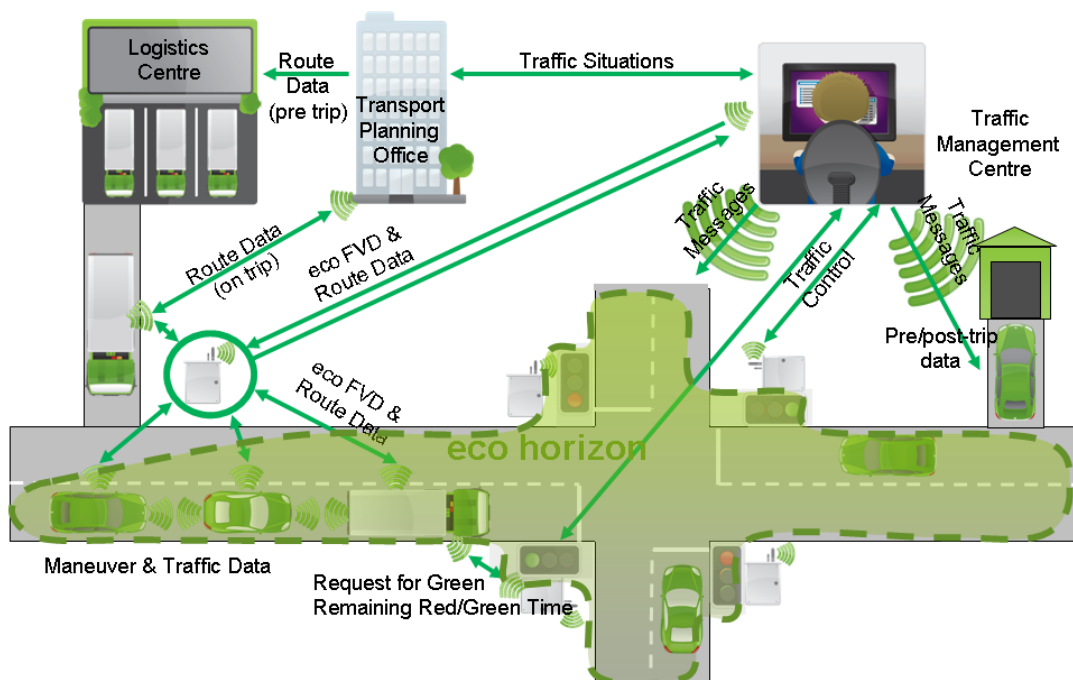 Logistics
Centre
Route
Data
(pre trip)
Transport
Planning
Office
Traffic Situations
Traffic
Management
Centre
Route Data
(on trip)
eco FVD &
Route Data
Traffic
Messages
Traffic
Control
Traffic
Messages
Pre/post-trip
data
eco FVD &
Route Data
eco horizon
Maneuver & Traffic Data
Request for Green
Remaining Red/Green Time